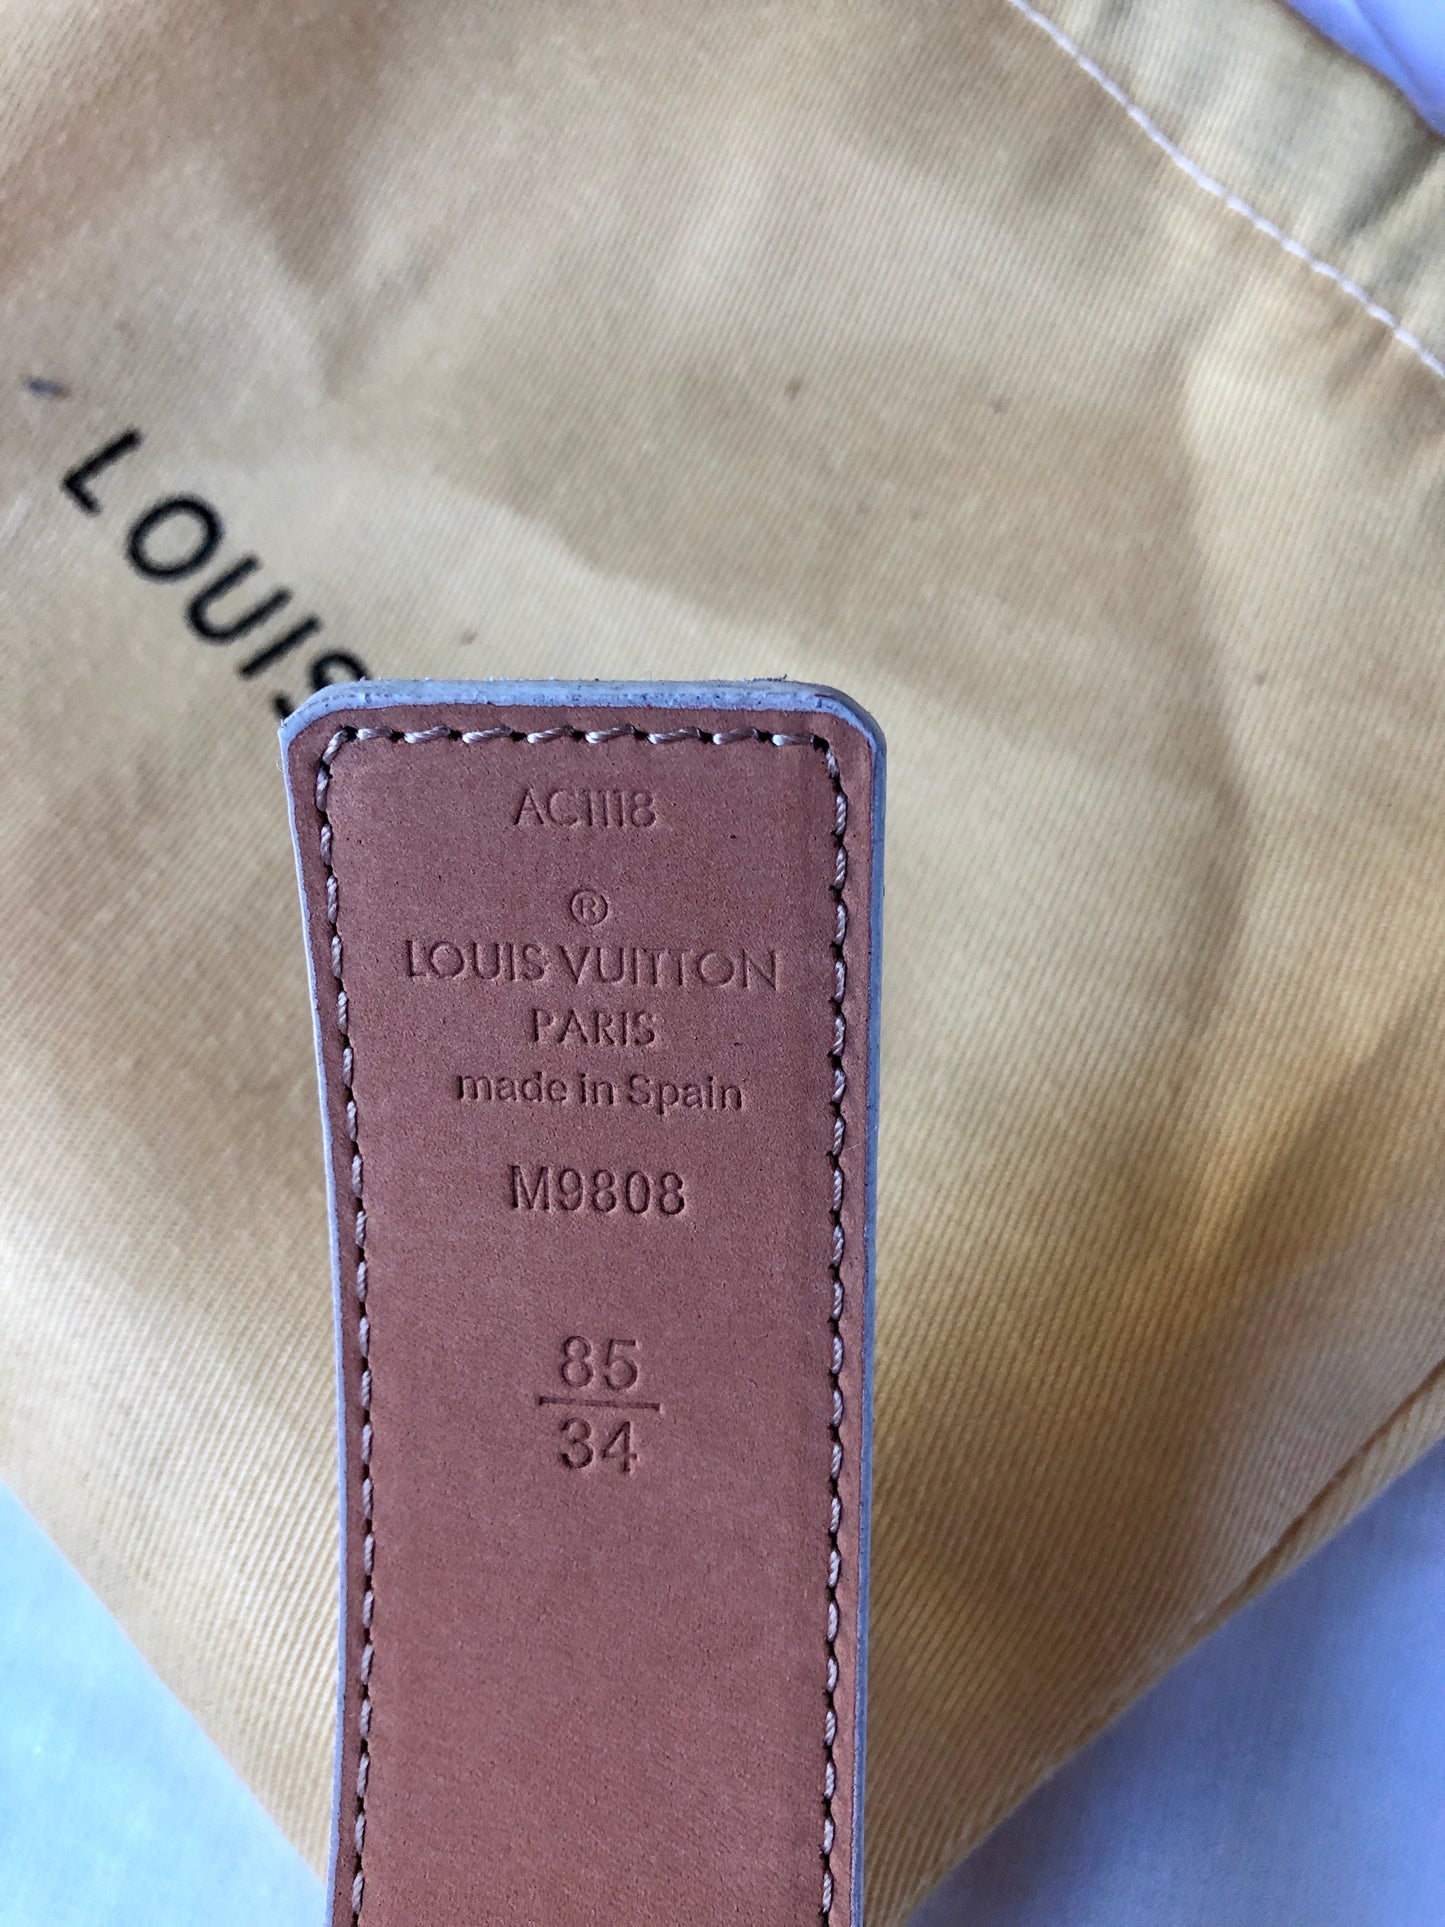 LOUIS
AC1118
®
LOUIS VUITTON
PARIS
made in Spain
M9808
85
34